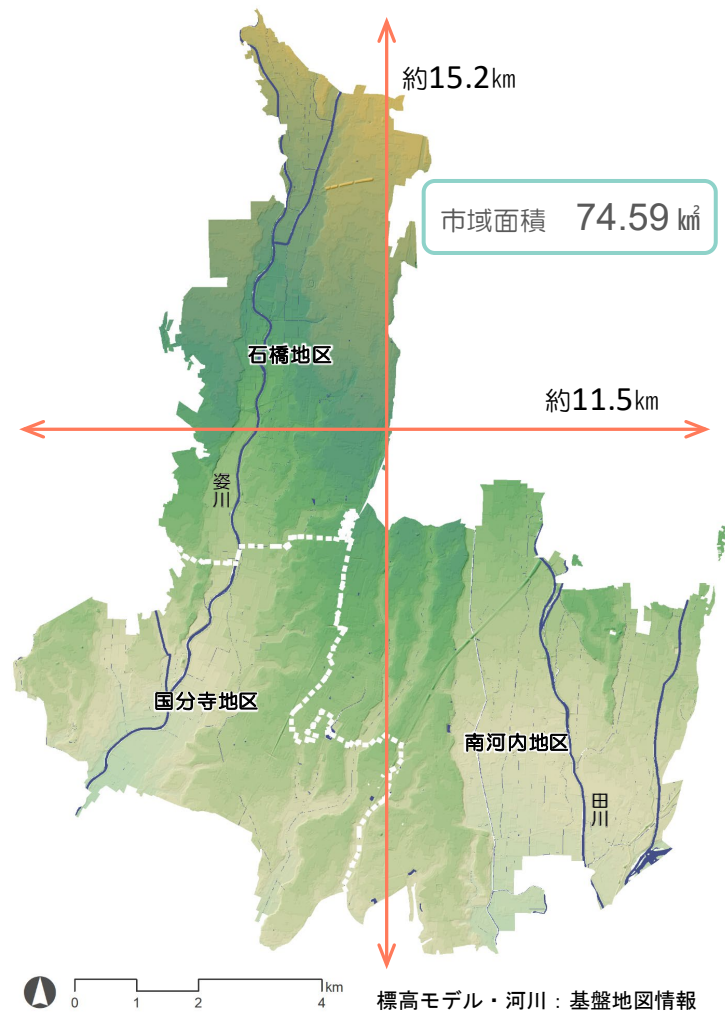 約15.2㎞
市域面積 74.59 ㎢
石橋地区
約11.5㎞
姿川
国分寺地区
南河内地区
田川
0 1 2 4 km
標高モデル・河川：基盤地図情報